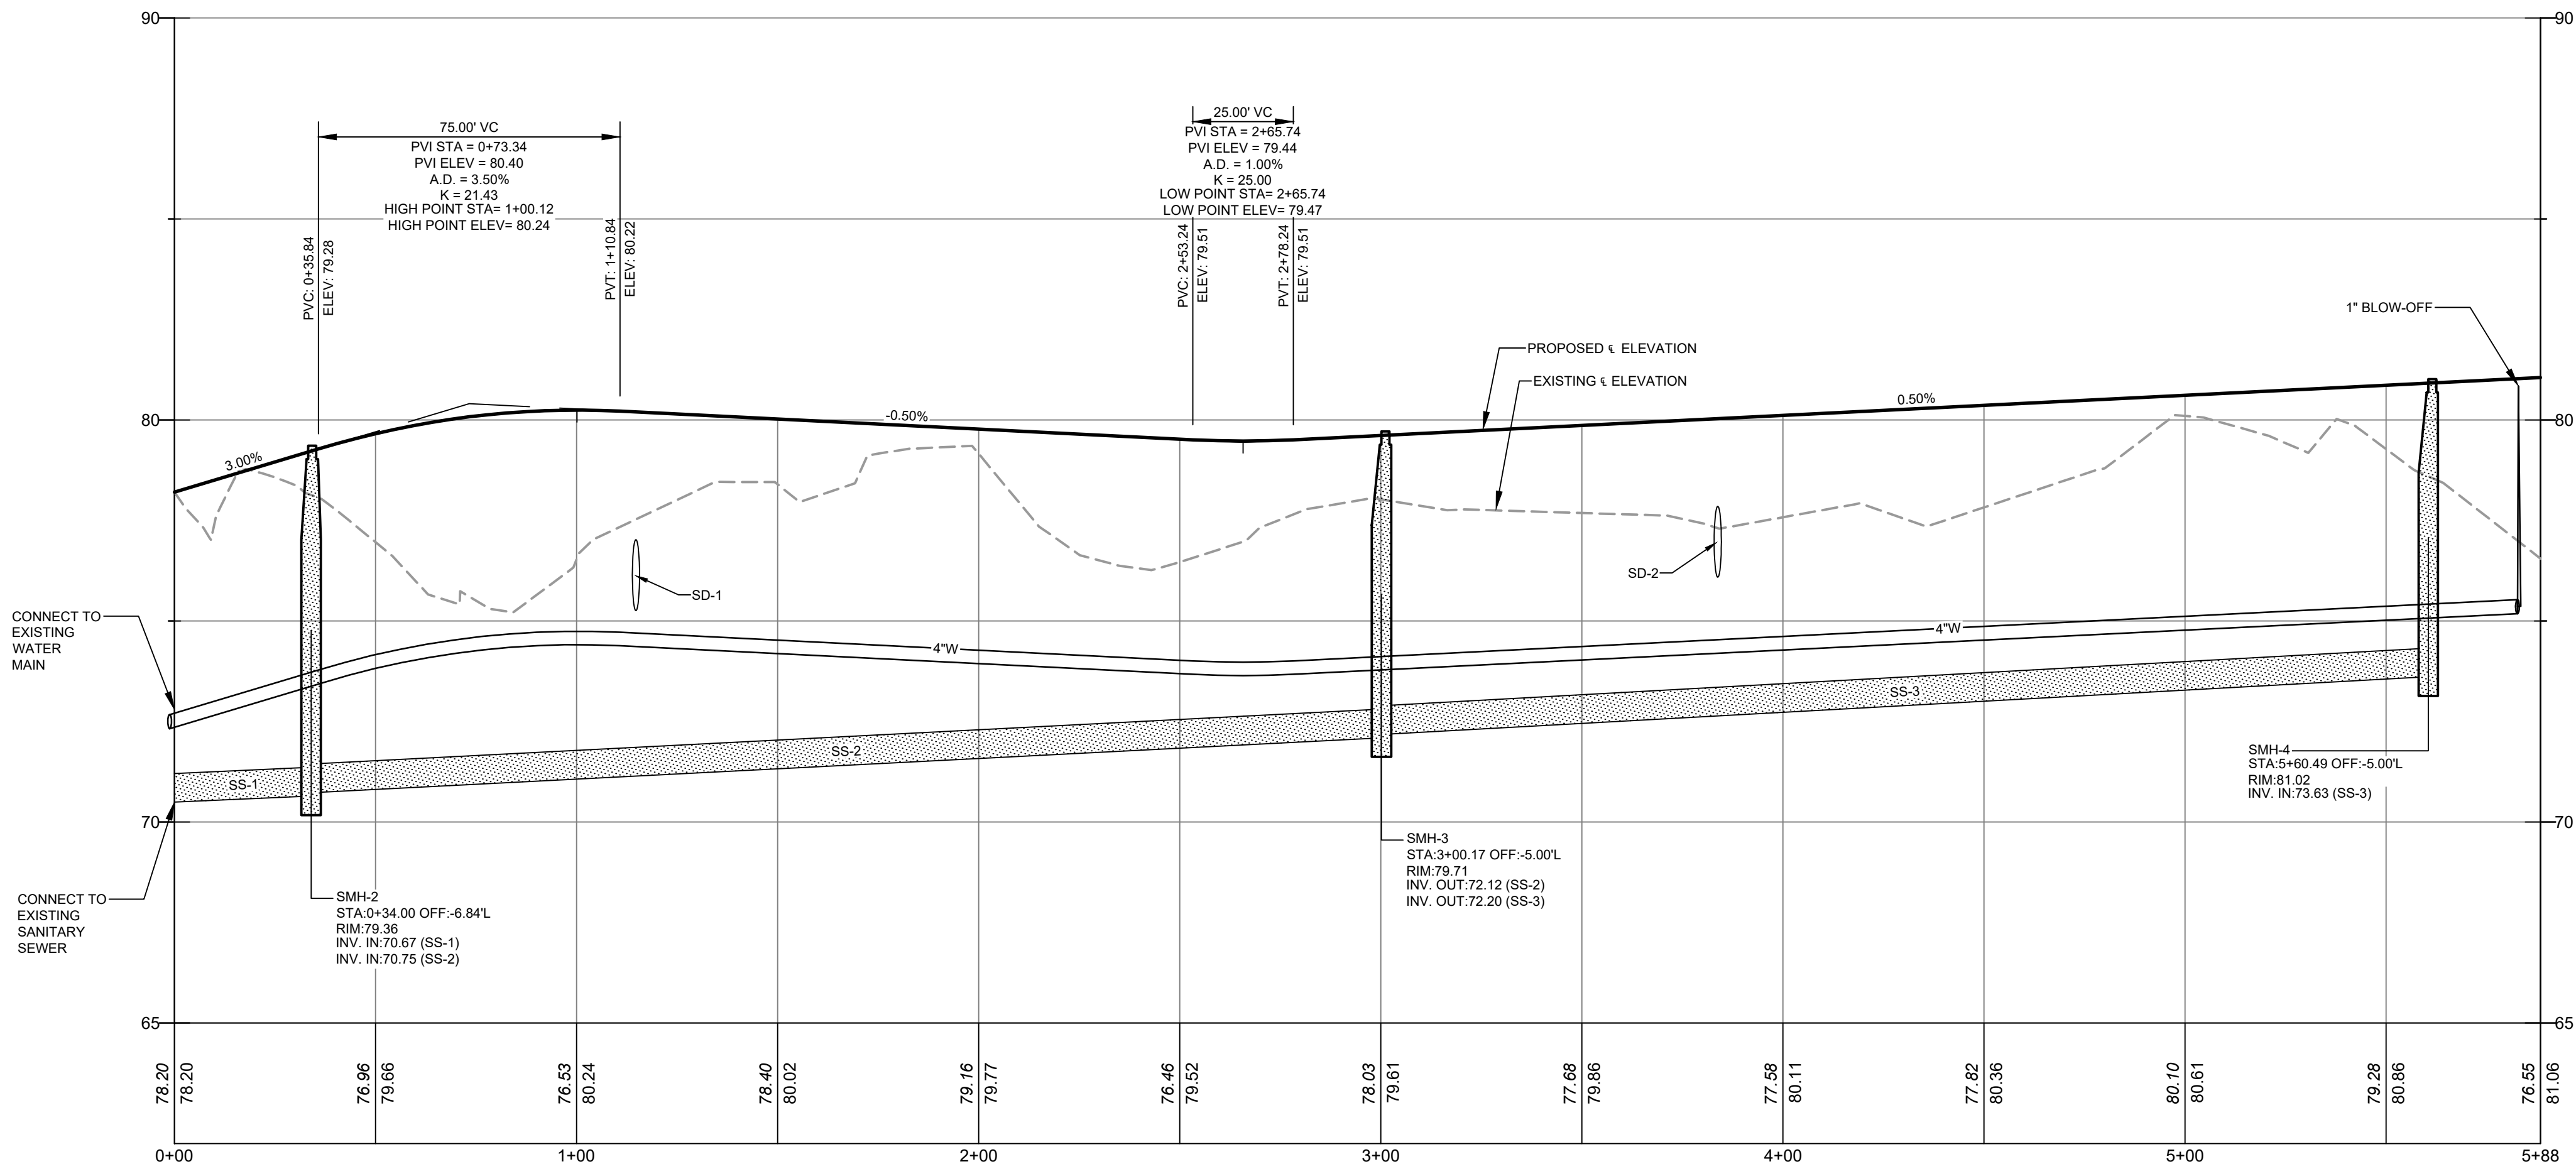 90
90
75.00' VC
PVI STA = 0+73.34
PVI ELEV = 80.40
A.D. = 3.50%
K = 21.43
HIGH POINT STA= 1+00.12
HIGH POINT ELEV= 80.24
PVC: 0+35.84
ELEV: 79.28
PVT: 1+10.84
ELEV: 80.22
25.00' VC
PVI STA = 2+65.74
PVI ELEV = 79.44
A.D. = 1.00%
K = 25.00
LOW POINT STA= 2+65.74
LOW POINT ELEV= 79.47
PVC: 2+53.24
ELEV: 79.51
PVT: 2+78.24
ELEV: 79.51
1" BLOW-OFF
PROPOSED ℄ ELEVATION
EXISTING ℄ ELEVATION
80
80
3.00%
-0.50%
0.50%
SD-1
SD-2
CONNECT TO
EXISTING
WATER
MAIN
4"W
4"W
SS-1
SS-2
SS-3
70
70
SMH-4
STA:5+60.49 OFF:-5.00'L
RIM:81.02
INV. IN:73.63 (SS-3)
SMH-3
STA:3+00.17 OFF:-5.00'L
RIM:79.71
INV. OUT:72.12 (SS-2)
INV. OUT:72.20 (SS-3)
CONNECT TO
EXISTING
SANITARY
SEWER
SMH-2
STA:0+34.00 OFF:-6.84'L
RIM:79.36
INV. IN:70.67 (SS-1)
INV. IN:70.75 (SS-2)
65
65
78.20
78.20
76.96
79.66
76.53
80.24
78.40
80.02
79.16
79.77
76.46
79.52
78.03
79.61
77.68
79.86
77.58
80.11
77.82
80.36
80.10
80.61
79.28
80.86
76.55
81.06
0+00
1+00
2+00
3+00
4+00
5+00
5+88